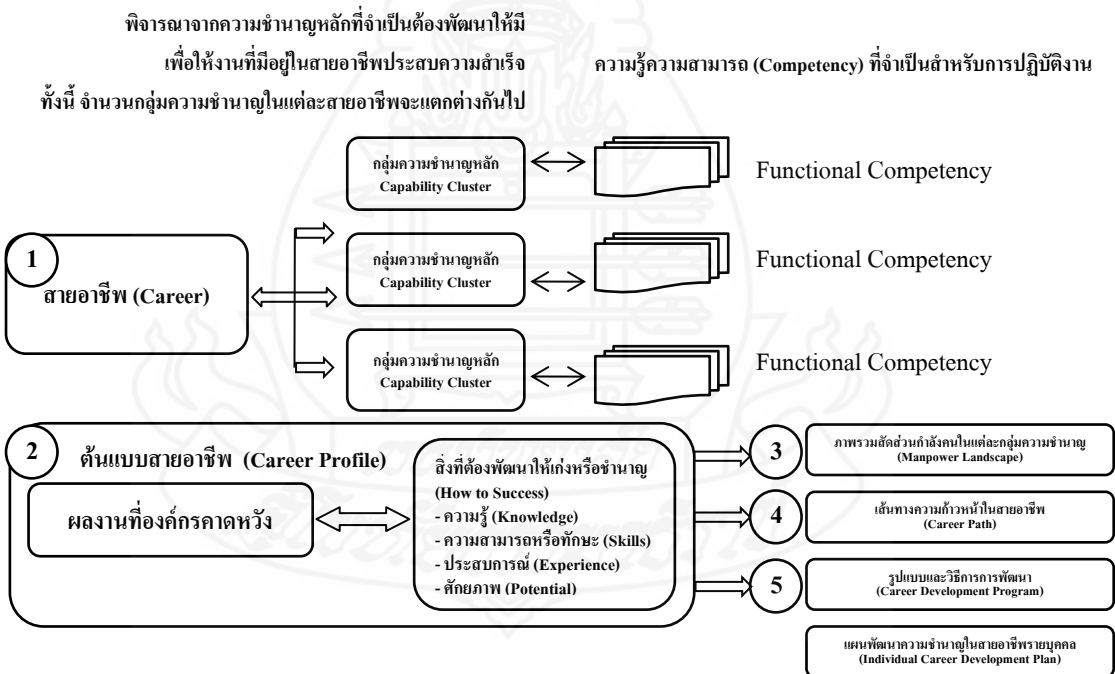 พิจารณาจากความชำนาญหลักที่จำเป็นต้องพัฒนาให้มี
เพื่อให้งานที่มีอยู่ในสายอาชีพประสบความสำเร็จ
ทั้งนี้ จำนวนกลุ่มความชำนาญในแต่ละสายอาชีพจะแตกต่างกันไป
ความรู้ความสามารถ (Competency) ที่จำเป็นสำหรับการปฏิบัติงาน
กลุ่มความชำนาญหลัก
Capability Cluster
Functional Competency
1
สายอาชีพ (Career)
กลุ่มความชำนาญหลัก
Capability Cluster
Functional Competency
กลุ่มความชำนาญหลัก
Capability Cluster
Functional Competency
2
ต้นแบบสายอาชีพ (Career Profile)
ผลงานที่องค์กรคาดหวัง
สิ่งที่ต้องพัฒนาให้เก่งหรือชำนาญ
(How to Success)
- ความรู้ (Knowledge)
- ความสามารถหรือทักษะ (Skills)
- ประสบการณ์ (Experience)
- ศักยภาพ (Potential)
3
ภาพรวมสัดส่วนกำลังคนในแต่ละกลุ่มความชำนาญ
(Manpower Landscape)
4
เส้นทางความก้าวหน้าในสายอาชีพ
(Career Path)
5
รูปแบบและวิธีการการพัฒนา
(Career Development Program)
แผนพัฒนาความชำนาญในสายอาชีพรายบุคคล
(Individual Career Development Plan)